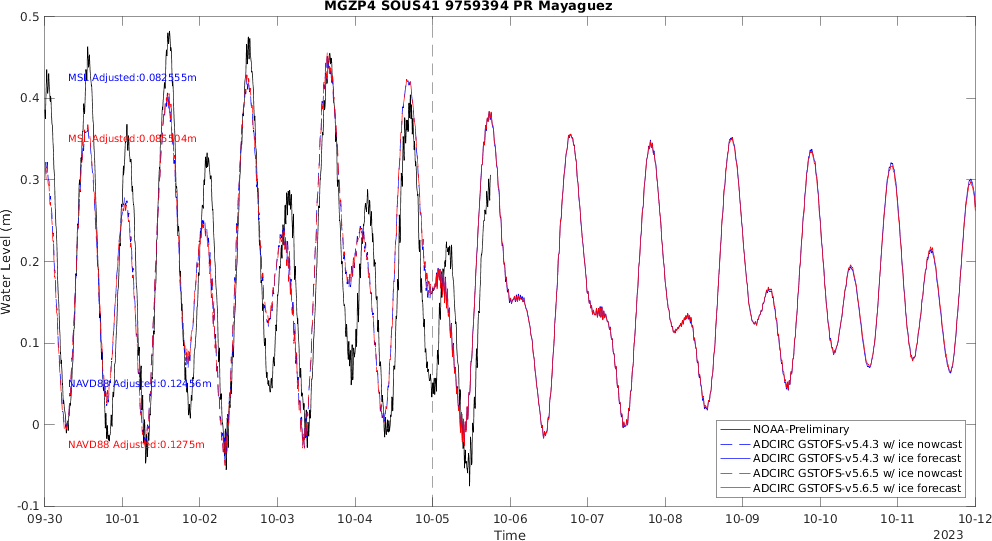 MGZP4 SOUS41 9759394 PR Mayaguez
0.5
0.4
0.3
0.2
0.1
0
-0.1
Water Level (m)
MSL Adjusted:0.082555m
MSL Adjusted:0.085504m
NAVD88 Adjusted:0.12456m
NAVD88 Adjusted:0.1275m
NOAA-Preliminary
ADCIRC GSTOFS-v5.4.3 w/ ice nowcast
ADCIRC GSTOFS-v5.4.3 w/ ice forecast
ADCIRC GSTOFS-v5.6.5 w/ ice nowcast
ADCIRC GSTOFS-v5.6.5 w/ ice forecast
09-30 10-01 10-02 10-03 10-04 10-05 10-06 10-07 10-08 10-09 10-10 10-11 10-12
Time
2023